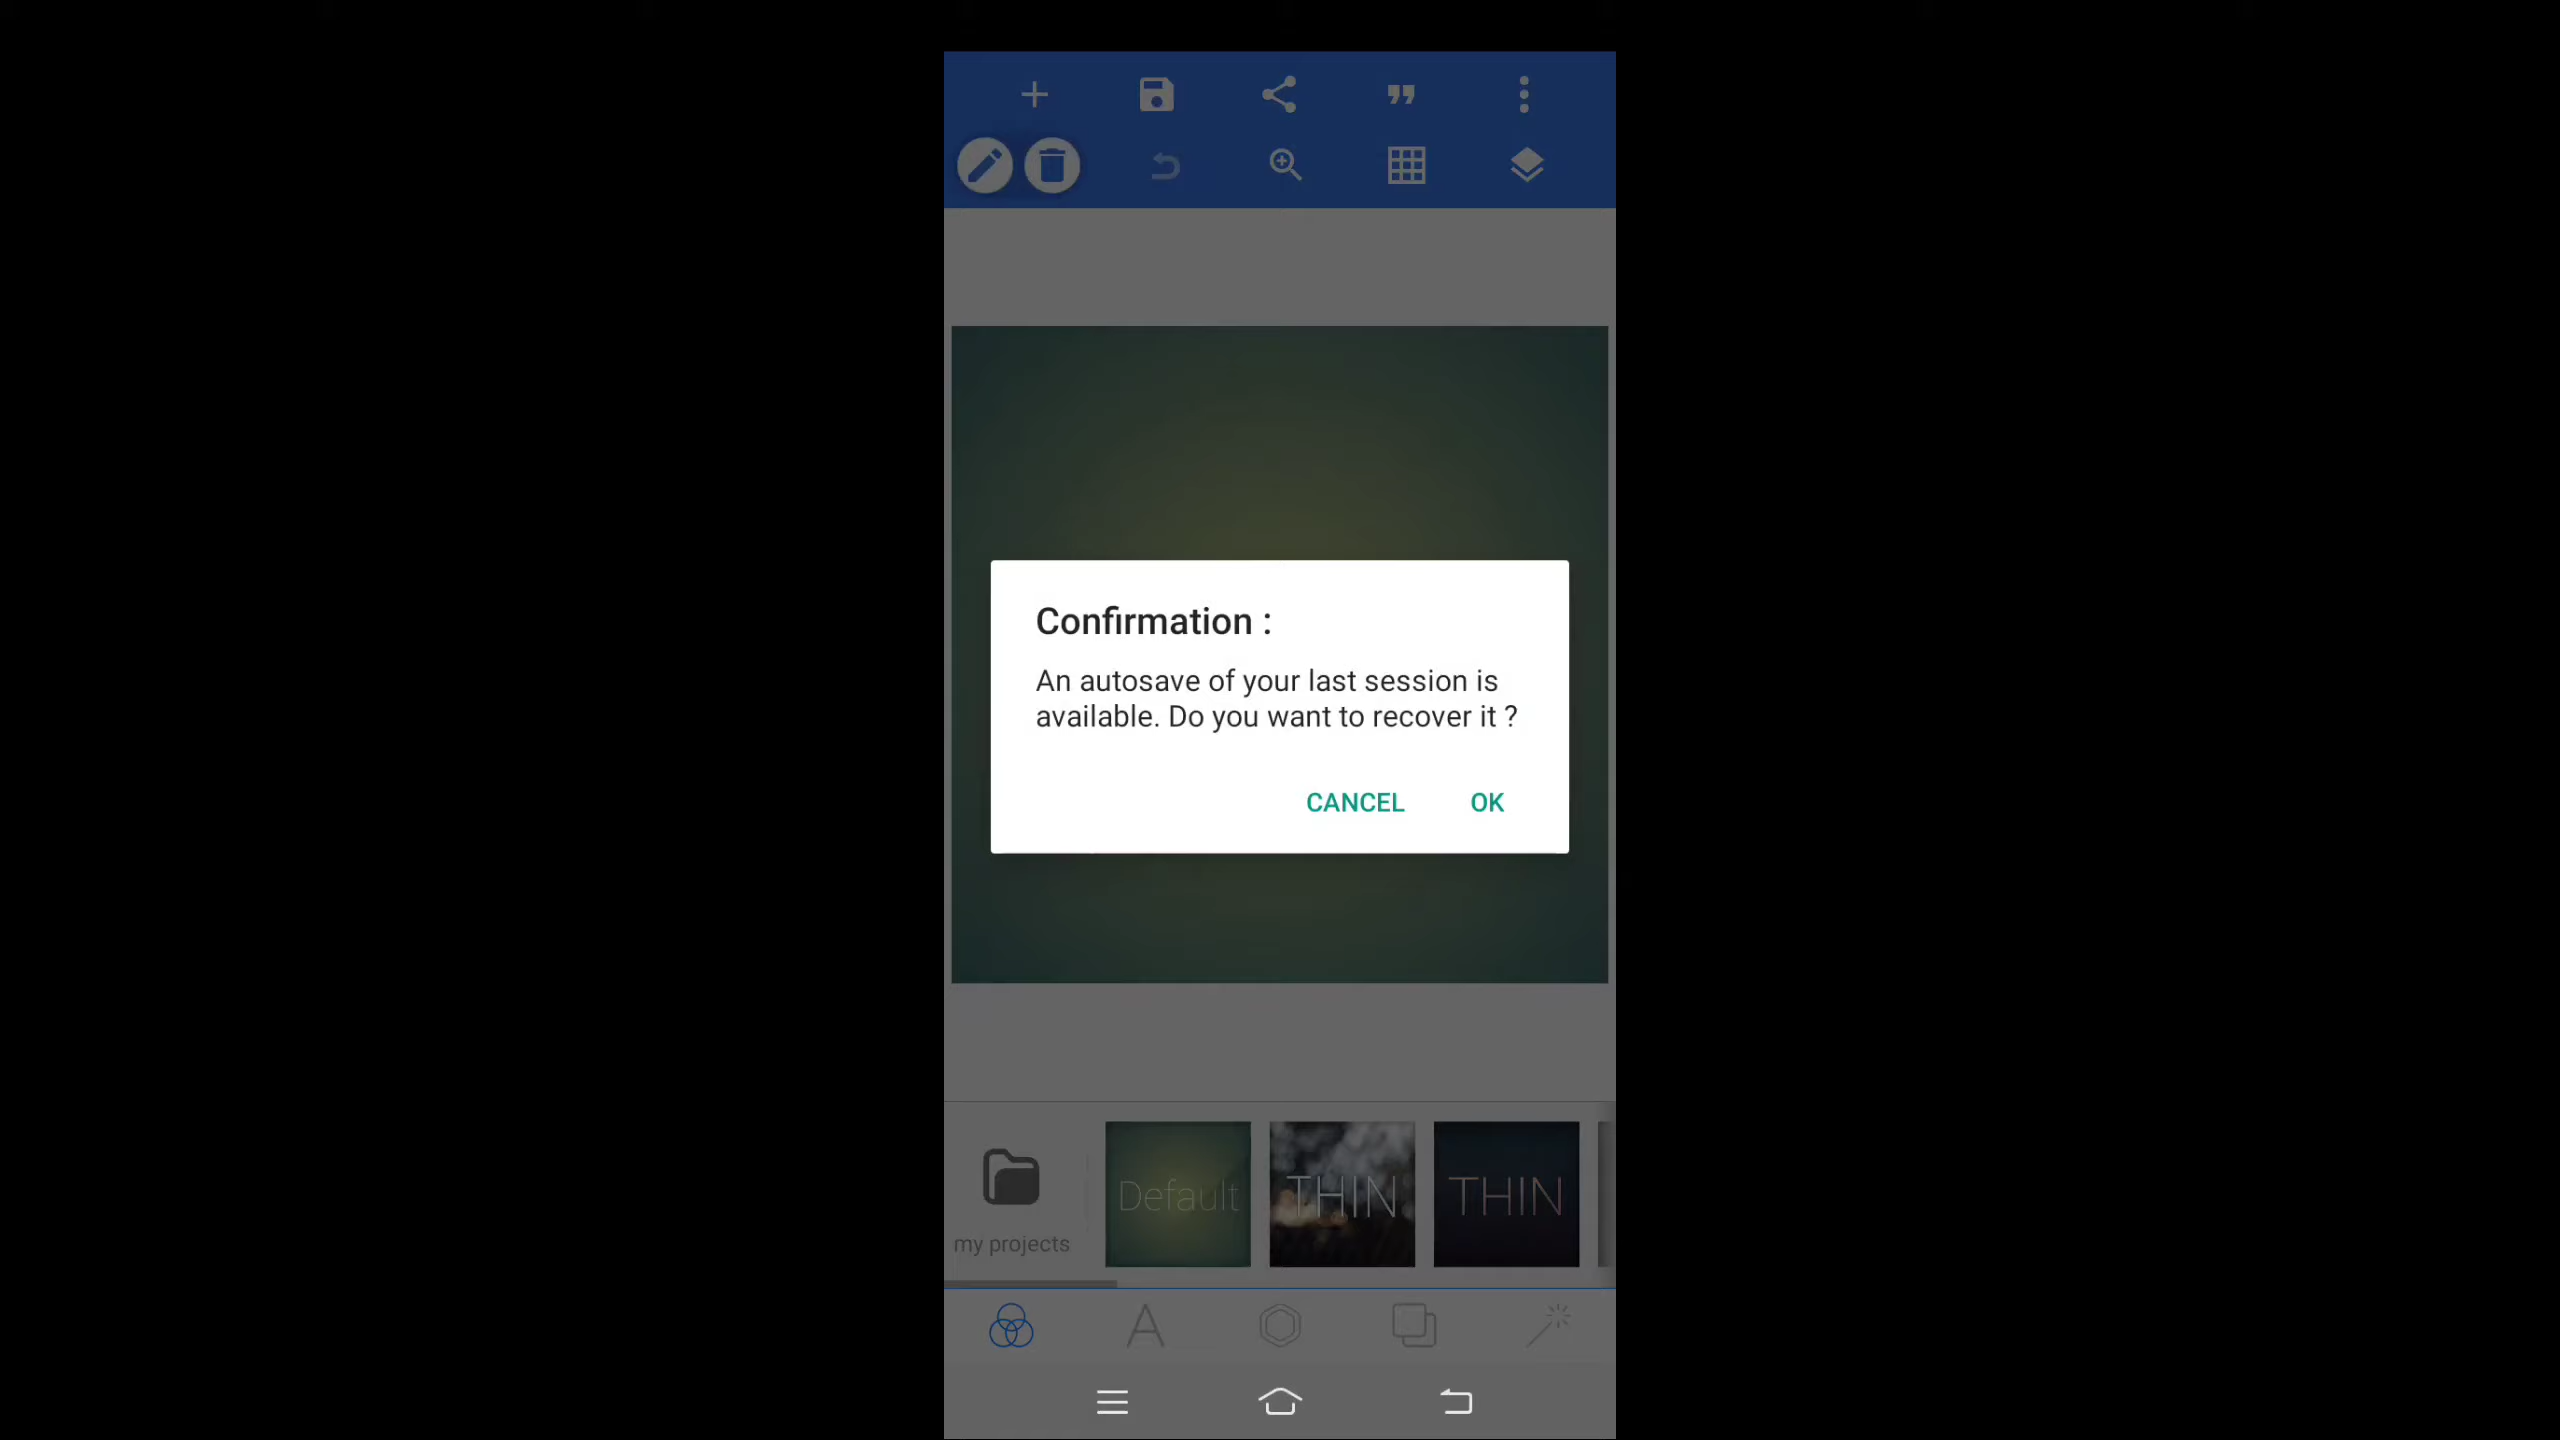 Confirmation :
An autosave of your last session is
available. Do you want to recover it ?
CANCEL OK
Default
THIN
THIN
my projects
A